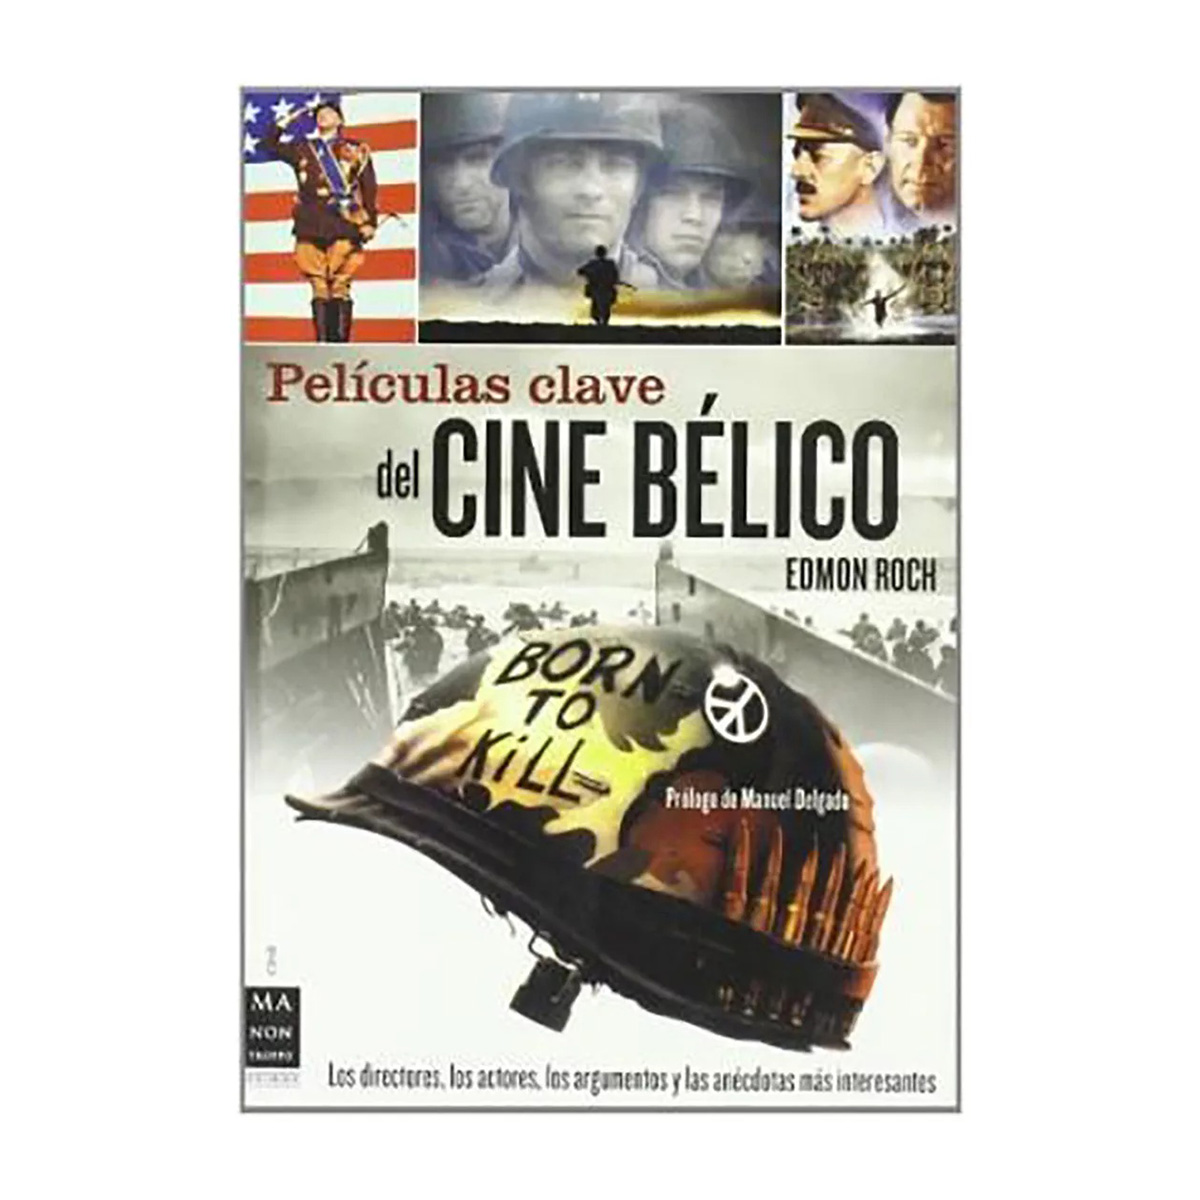 Películas clave
del CINE BÉLICO
EDMON ROCH
BORN
TO
KiLL
Prólogo de Manuel Delgado
MA
NON
TROPPO
Los directores, los actores, los argumentos y las anécdotas más interesantes